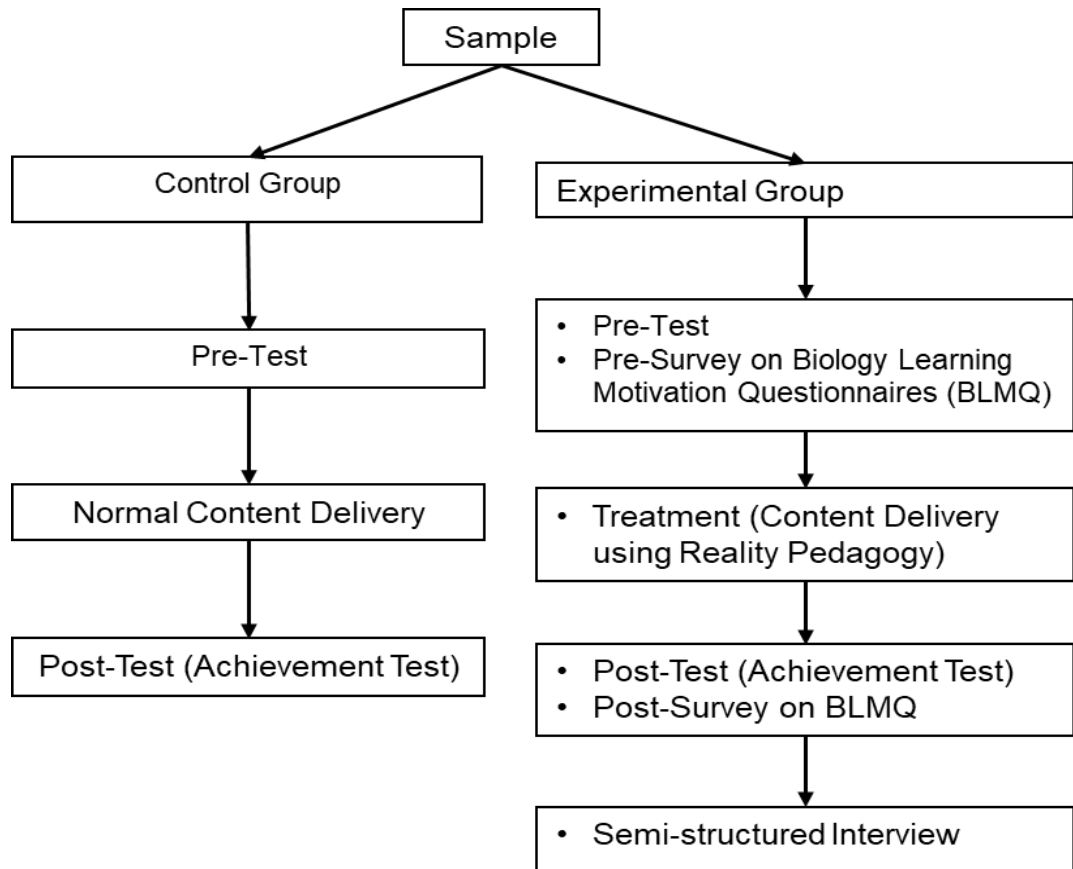 Sample
Control Group
Experimental Group
Pre-Test
• Pre-Test
• Pre-Survey on Biology Learning
Motivation Questionnaires (BLMQ)
Normal Content Delivery
• Treatment (Content Delivery
using Reality Pedagogy)
Post-Test (Achievement Test)
• Post-Test (Achievement Test)
• Post-Survey on BLMQ
• Semi-structured Interview